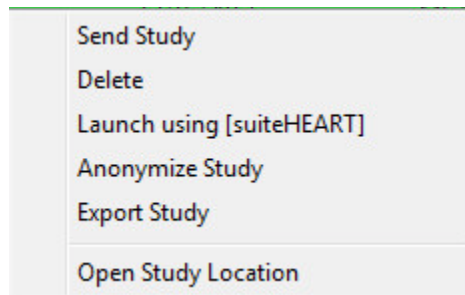 Send Study
Delete
Launch using [suiteHEART]
Anonymize Study
Export Study
Open Study Location